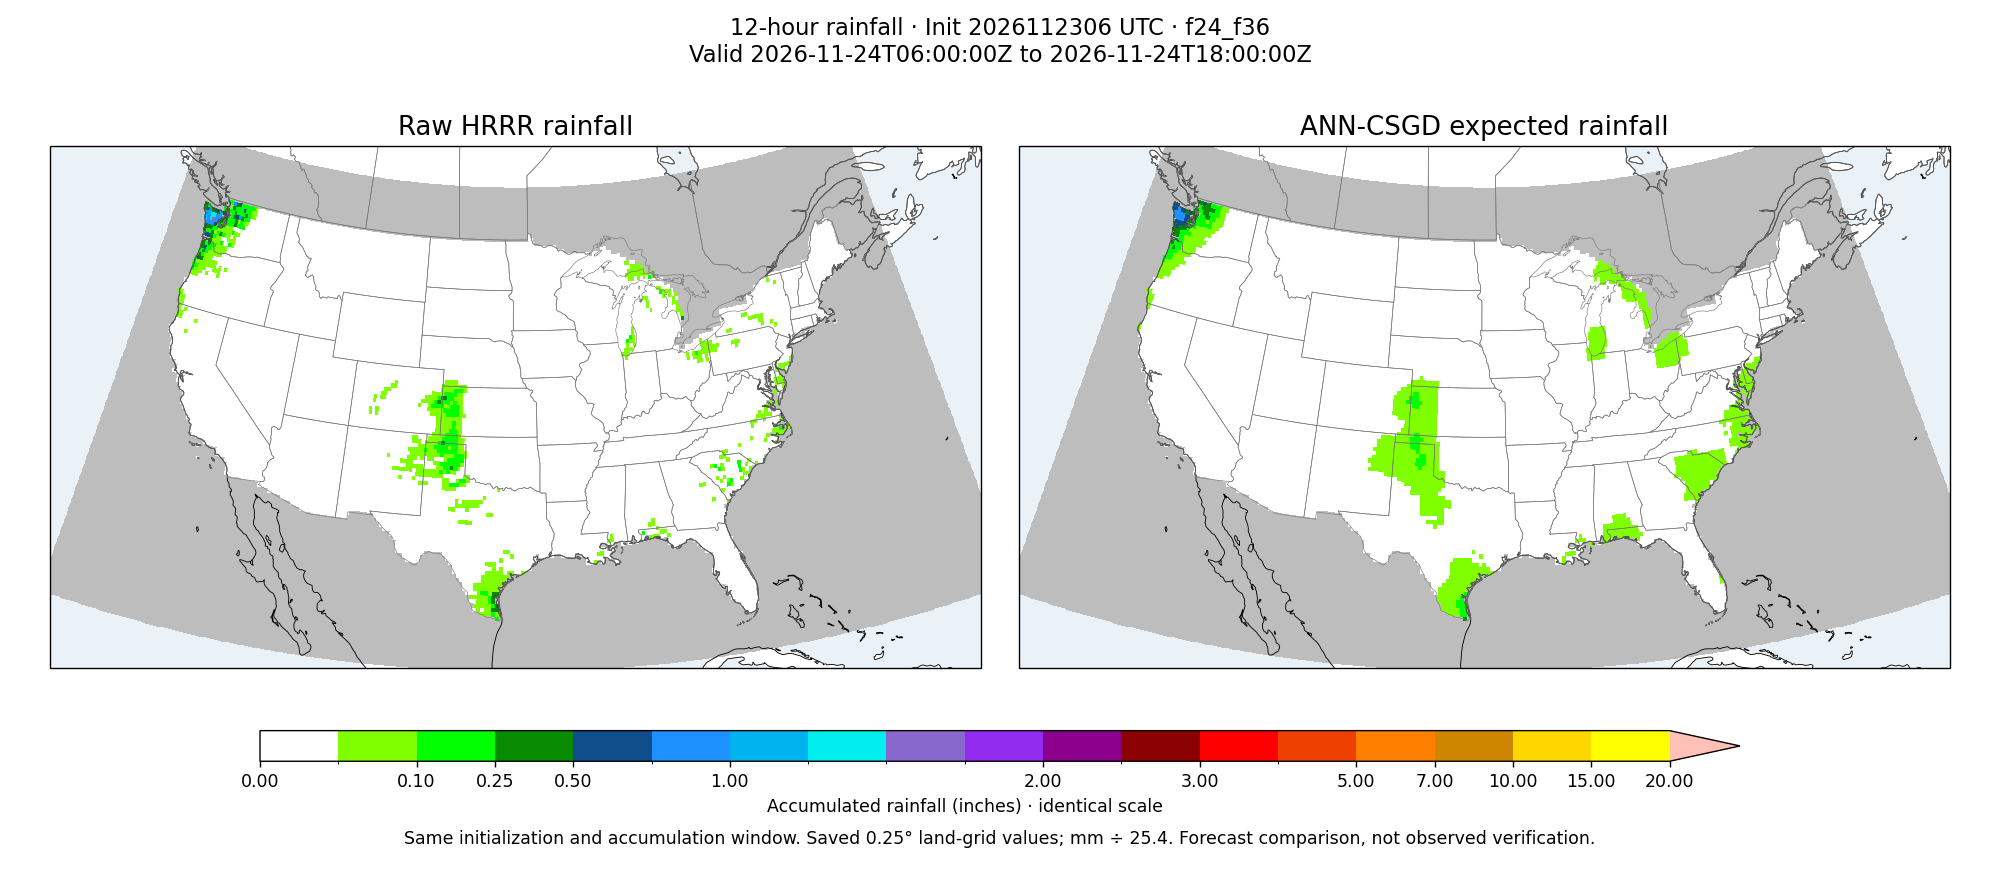 12-hour rainfall · Init 2026112306 UTC · f24_f36
Valid 2026-11-24T06:00:00Z to 2026-11-24T18:00:00Z
Raw HRRR rainfall
ANN-CSGD expected rainfall
0.00 0.10 0.25 0.50 1.00 2.00 3.00 5.00 7.00 10.00 15.00 20.00
Accumulated rainfall (inches) · identical scale
Same initialization and accumulation window. Saved 0.25° land-grid values; mm ÷ 25.4. Forecast comparison, not observed verification.